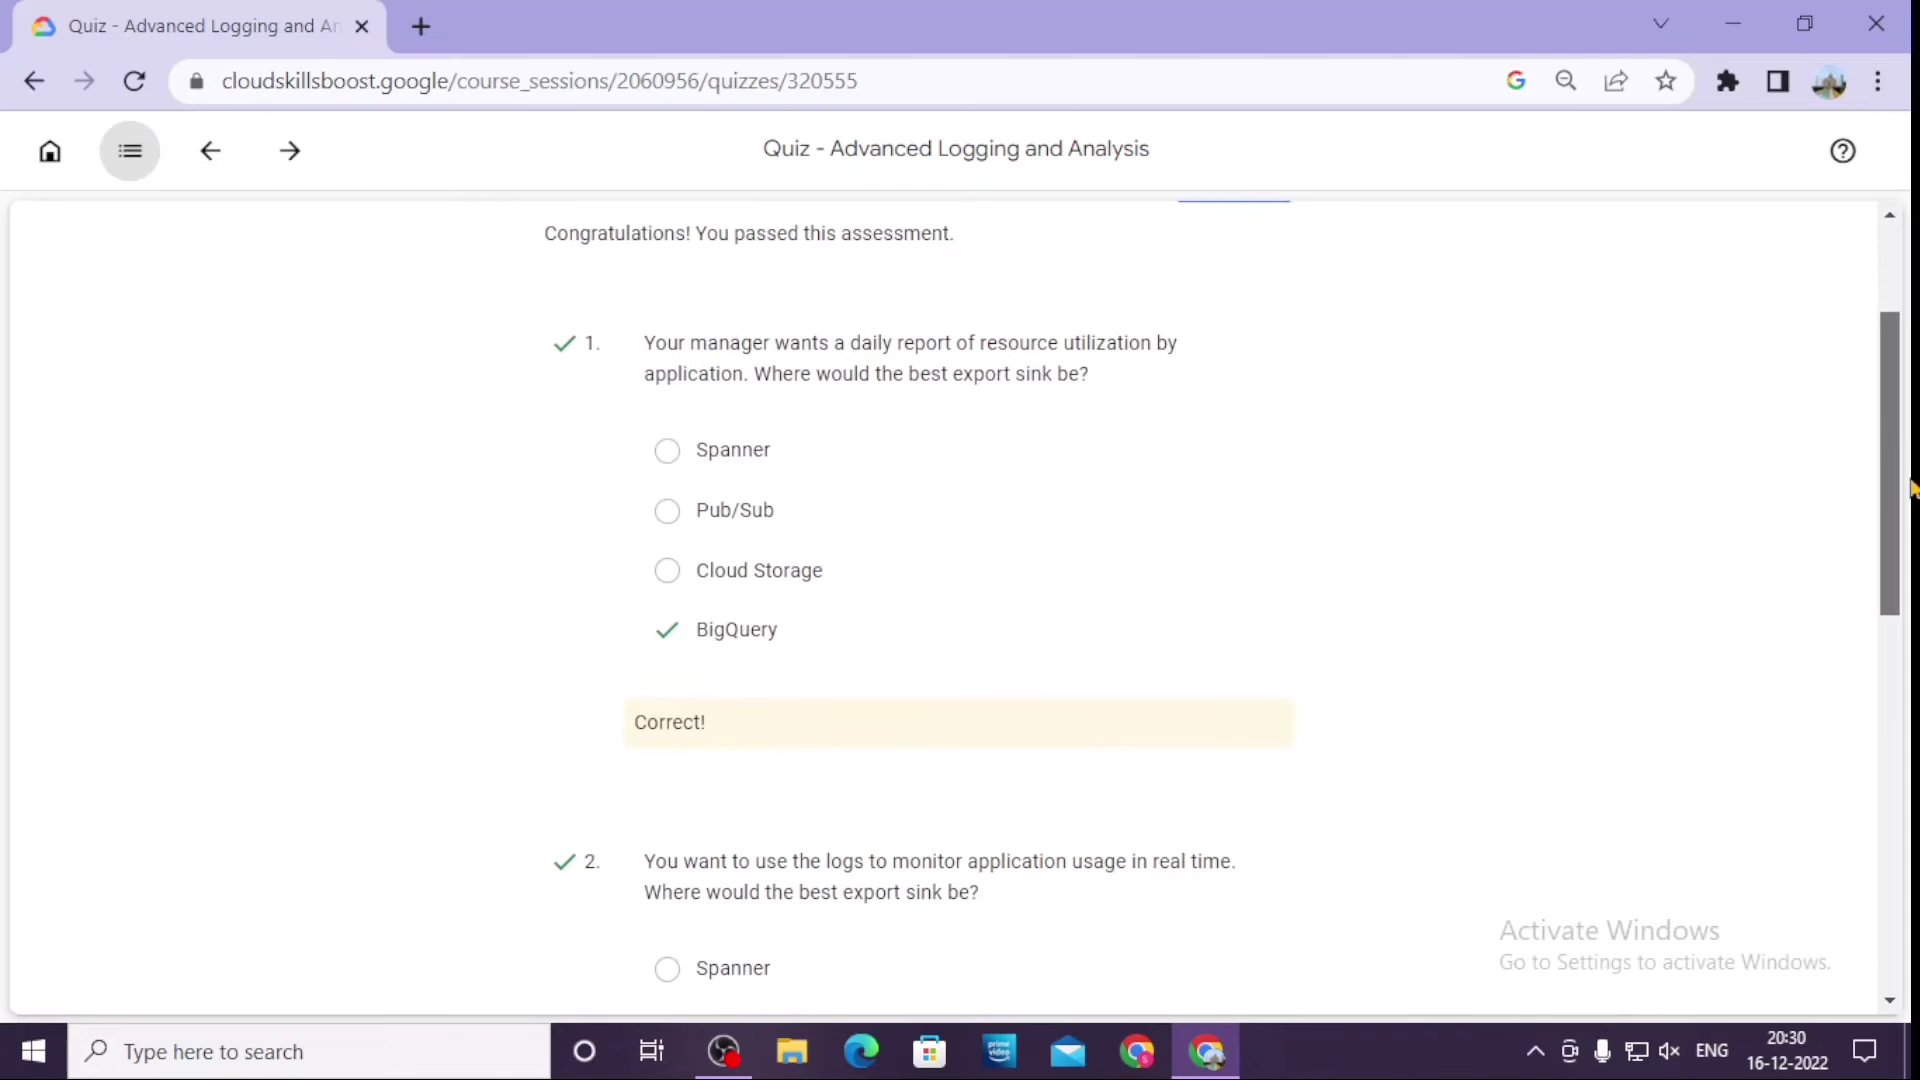 Quiz - Advanced Logging and An
cloudskillsboost.google/course_sessions/2060956/quizzes/320555
Quiz - Advanced Logging and Analysis
Congratulations! You passed this assessment.
1. Your manager wants a daily report of resource utilization by
application. Where would the best export sink be?
Spanner
Pub/Sub
Cloud Storage
BigQuery
Correct!
2. You want to use the logs to monitor application usage in real time.
Where would the best export sink be?
Spanner
Activate Windows
Go to Settings to activate Windows.
Type here to search
prime video
ENG
20:30
16-12-2022